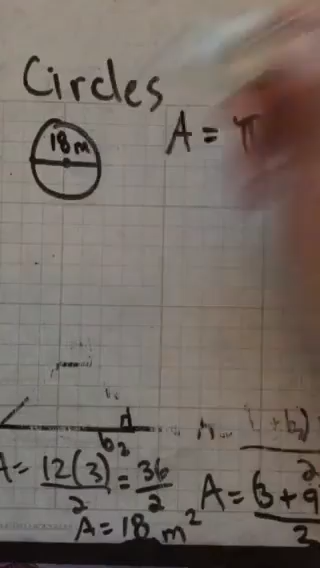 Circles
18m
A = π
b₂
A = 12(3)/2 = 36/2
A = 18 m²
A = (3 + 9
2